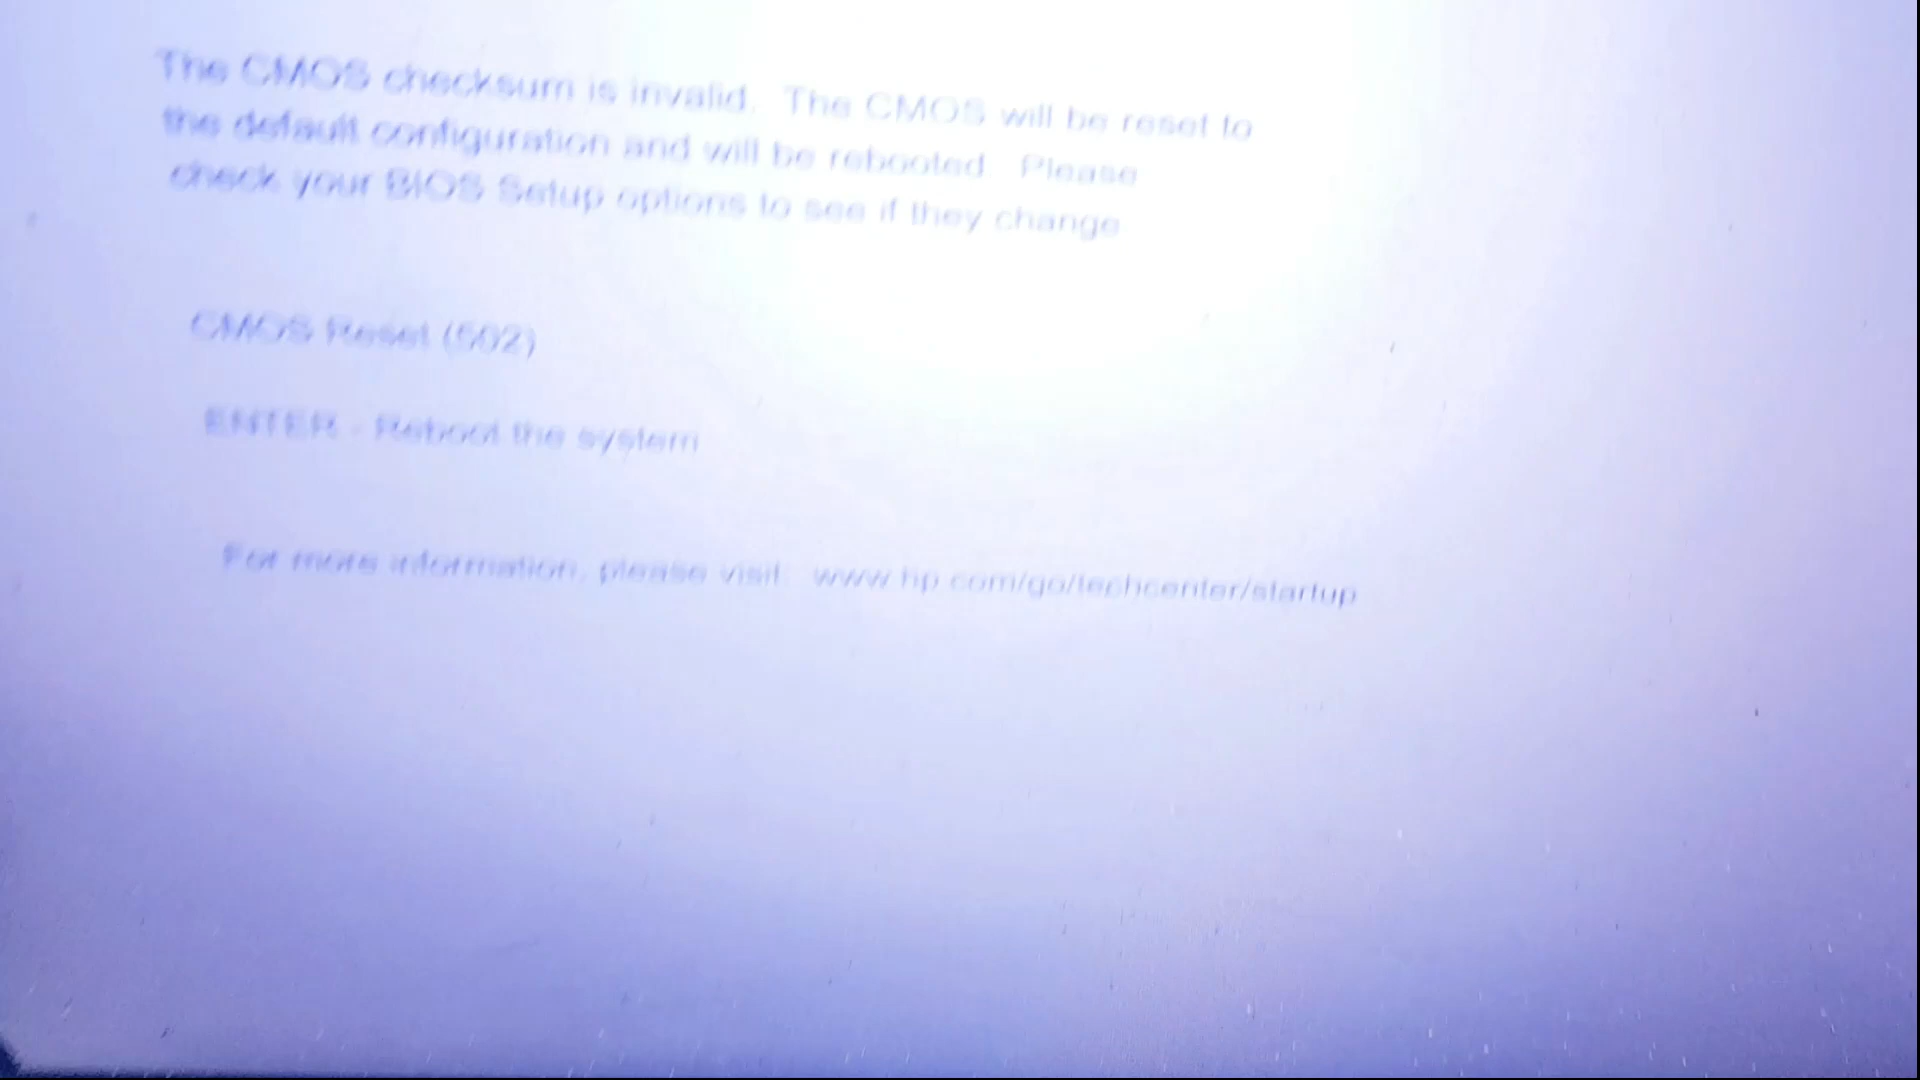 The CMOS checksum is invalid. The CMOS will be reset to
the default configuration and will be rebooted. Please
check your BIOS Setup options to see if they change
CMOS Reset (502)
ENTER - Reboot the system
For more information, please visit: www.hp.com/go/techcenter/startup